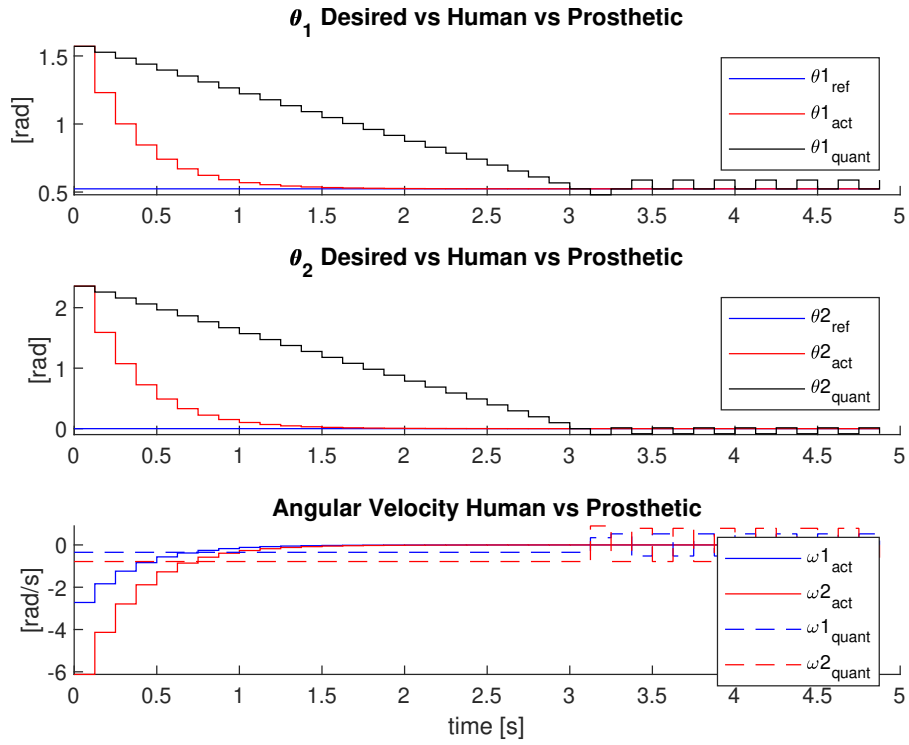 θ1 Desired vs Human vs Prosthetic
1.5
1
0.5
[rad]
θ1ref
θ1act
θ1quant
0 0.5 1 1.5 2 2.5 3 3.5 4 4.5 5
θ2 Desired vs Human vs Prosthetic
2
1
0
[rad]
θ2ref
θ2act
θ2quant
0 0.5 1 1.5 2 2.5 3 3.5 4 4.5 5
Angular Velocity Human vs Prosthetic
0
-2
-4
-6
[rad/s]
ω1act
ω2act
ω1quant
ω2quant
0 0.5 1 1.5 2 2.5 3 3.5 4 4.5 5
time [s]